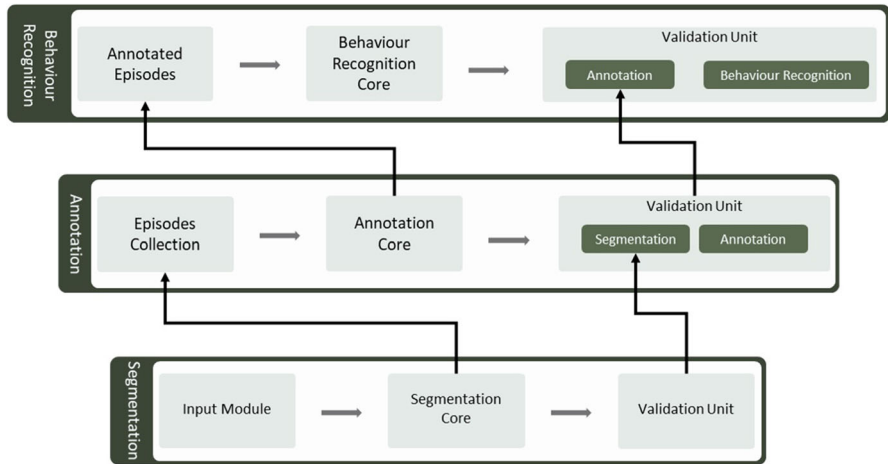 Behaviour
Recognition
Annotated
Episodes
Behaviour
Recognition
Core
Validation Unit
Annotation
Behaviour Recognition
Annotation
Episodes
Collection
Annotation
Core
Validation Unit
Segmentation
Annotation
Segmentation
Input Module
Segmentation
Core
Validation Unit